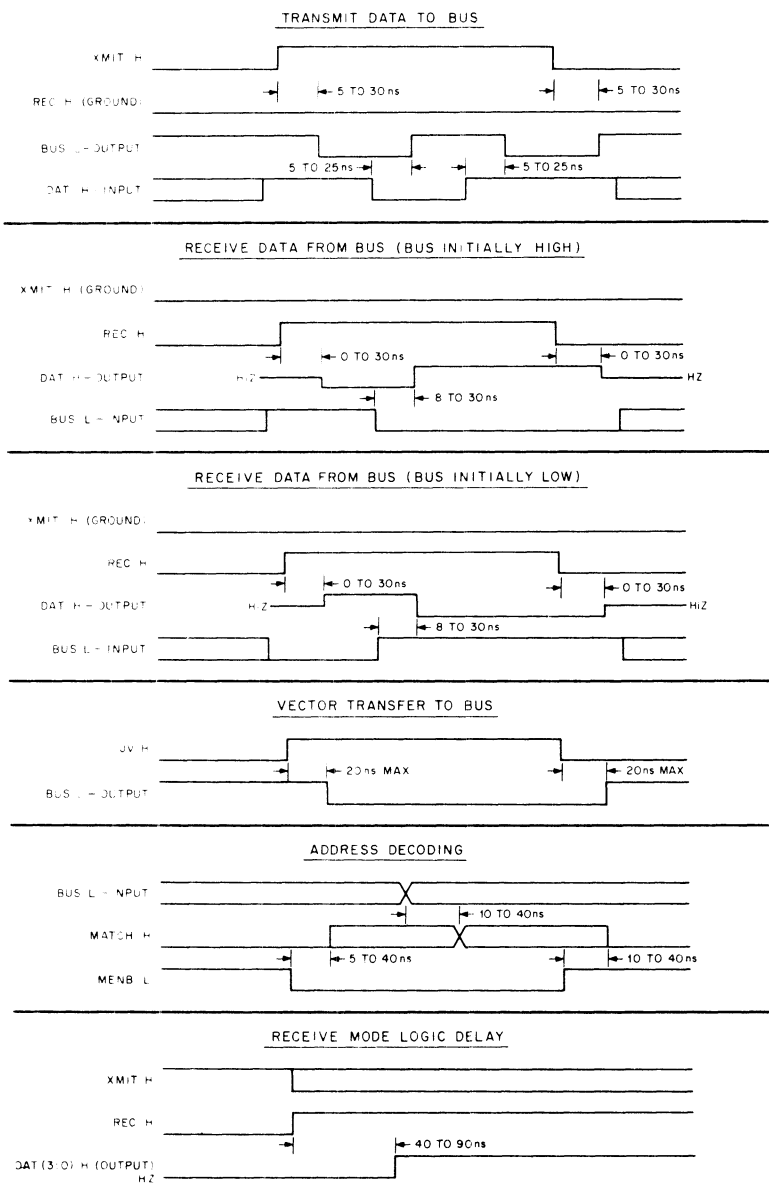 TRANSMIT DATA TO BUS
XMIT H
5 TO 30ns
5 TO 30ns
REC H (GROUND)
BUS L-OUTPUT
5 TO 25ns
5 TO 25ns
DAT H-INPUT
RECEIVE DATA FROM BUS (BUS INITIALLY HIGH)
XMIT H (GROUND)
REC H
0 TO 30ns
0 TO 30ns
DAT H-OUTPUT
HiZ
HZ
8 TO 30ns
BUS L-INPUT
RECEIVE DATA FROM BUS (BUS INITIALLY LOW)
XMIT H (GROUND)
REC H
0 TO 30ns
0 TO 30ns
DAT H-OUTPUT
HiZ
HiZ
8 TO 30ns
BUS L-INPUT
VECTOR TRANSFER TO BUS
JV H
20ns MAX
20ns MAX
BUS L-OUTPUT
ADDRESS DECODING
BUS L-INPUT
10 TO 40ns
MATCH H
5 TO 40ns
10 TO 40ns
MENB L
RECEIVE MODE LOGIC DELAY
XMIT H
REC H
40 TO 90ns
DAT (3:0) H (OUTPUT)
HZ